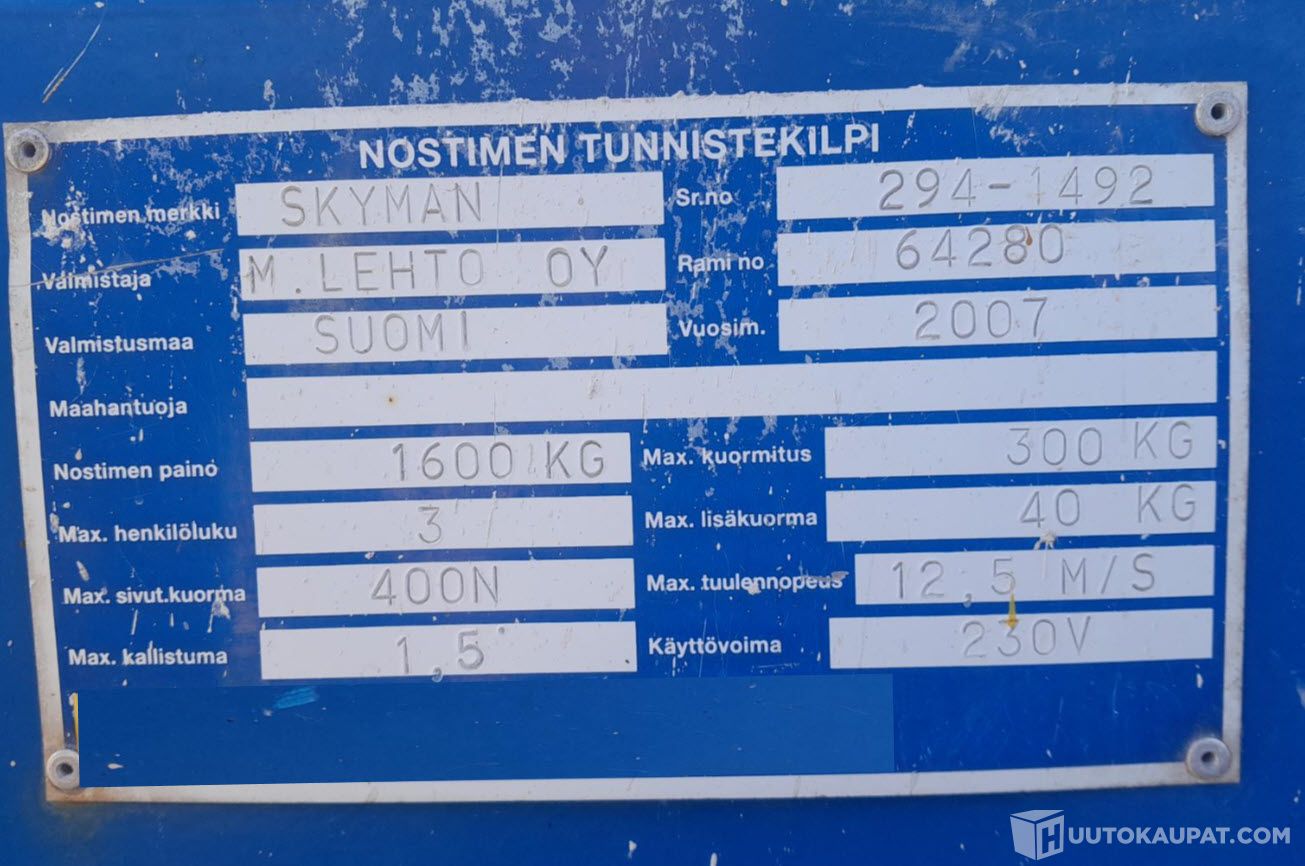 NOSTIMEN TUNNISTEKILPI
Nostimen merkki SKYMAN Sr.no 294-1492
Valmistaja M.LEHTO OY Rami no 64280
Valmistusmaa SUOMI Vuosim. 2007
Maahantuoja
Nostimen paino 1600 KG Max. kuormitus 300 KG
Max. henkilöluku 3 Max. lisäkuorma 40 KG
Max. sivut.kuorma 400N Max. tuulennopeus 12,5 M/S
Max. kallistuma 1,5° Käyttövoima 230V
HUUTOKAUPAT.COM